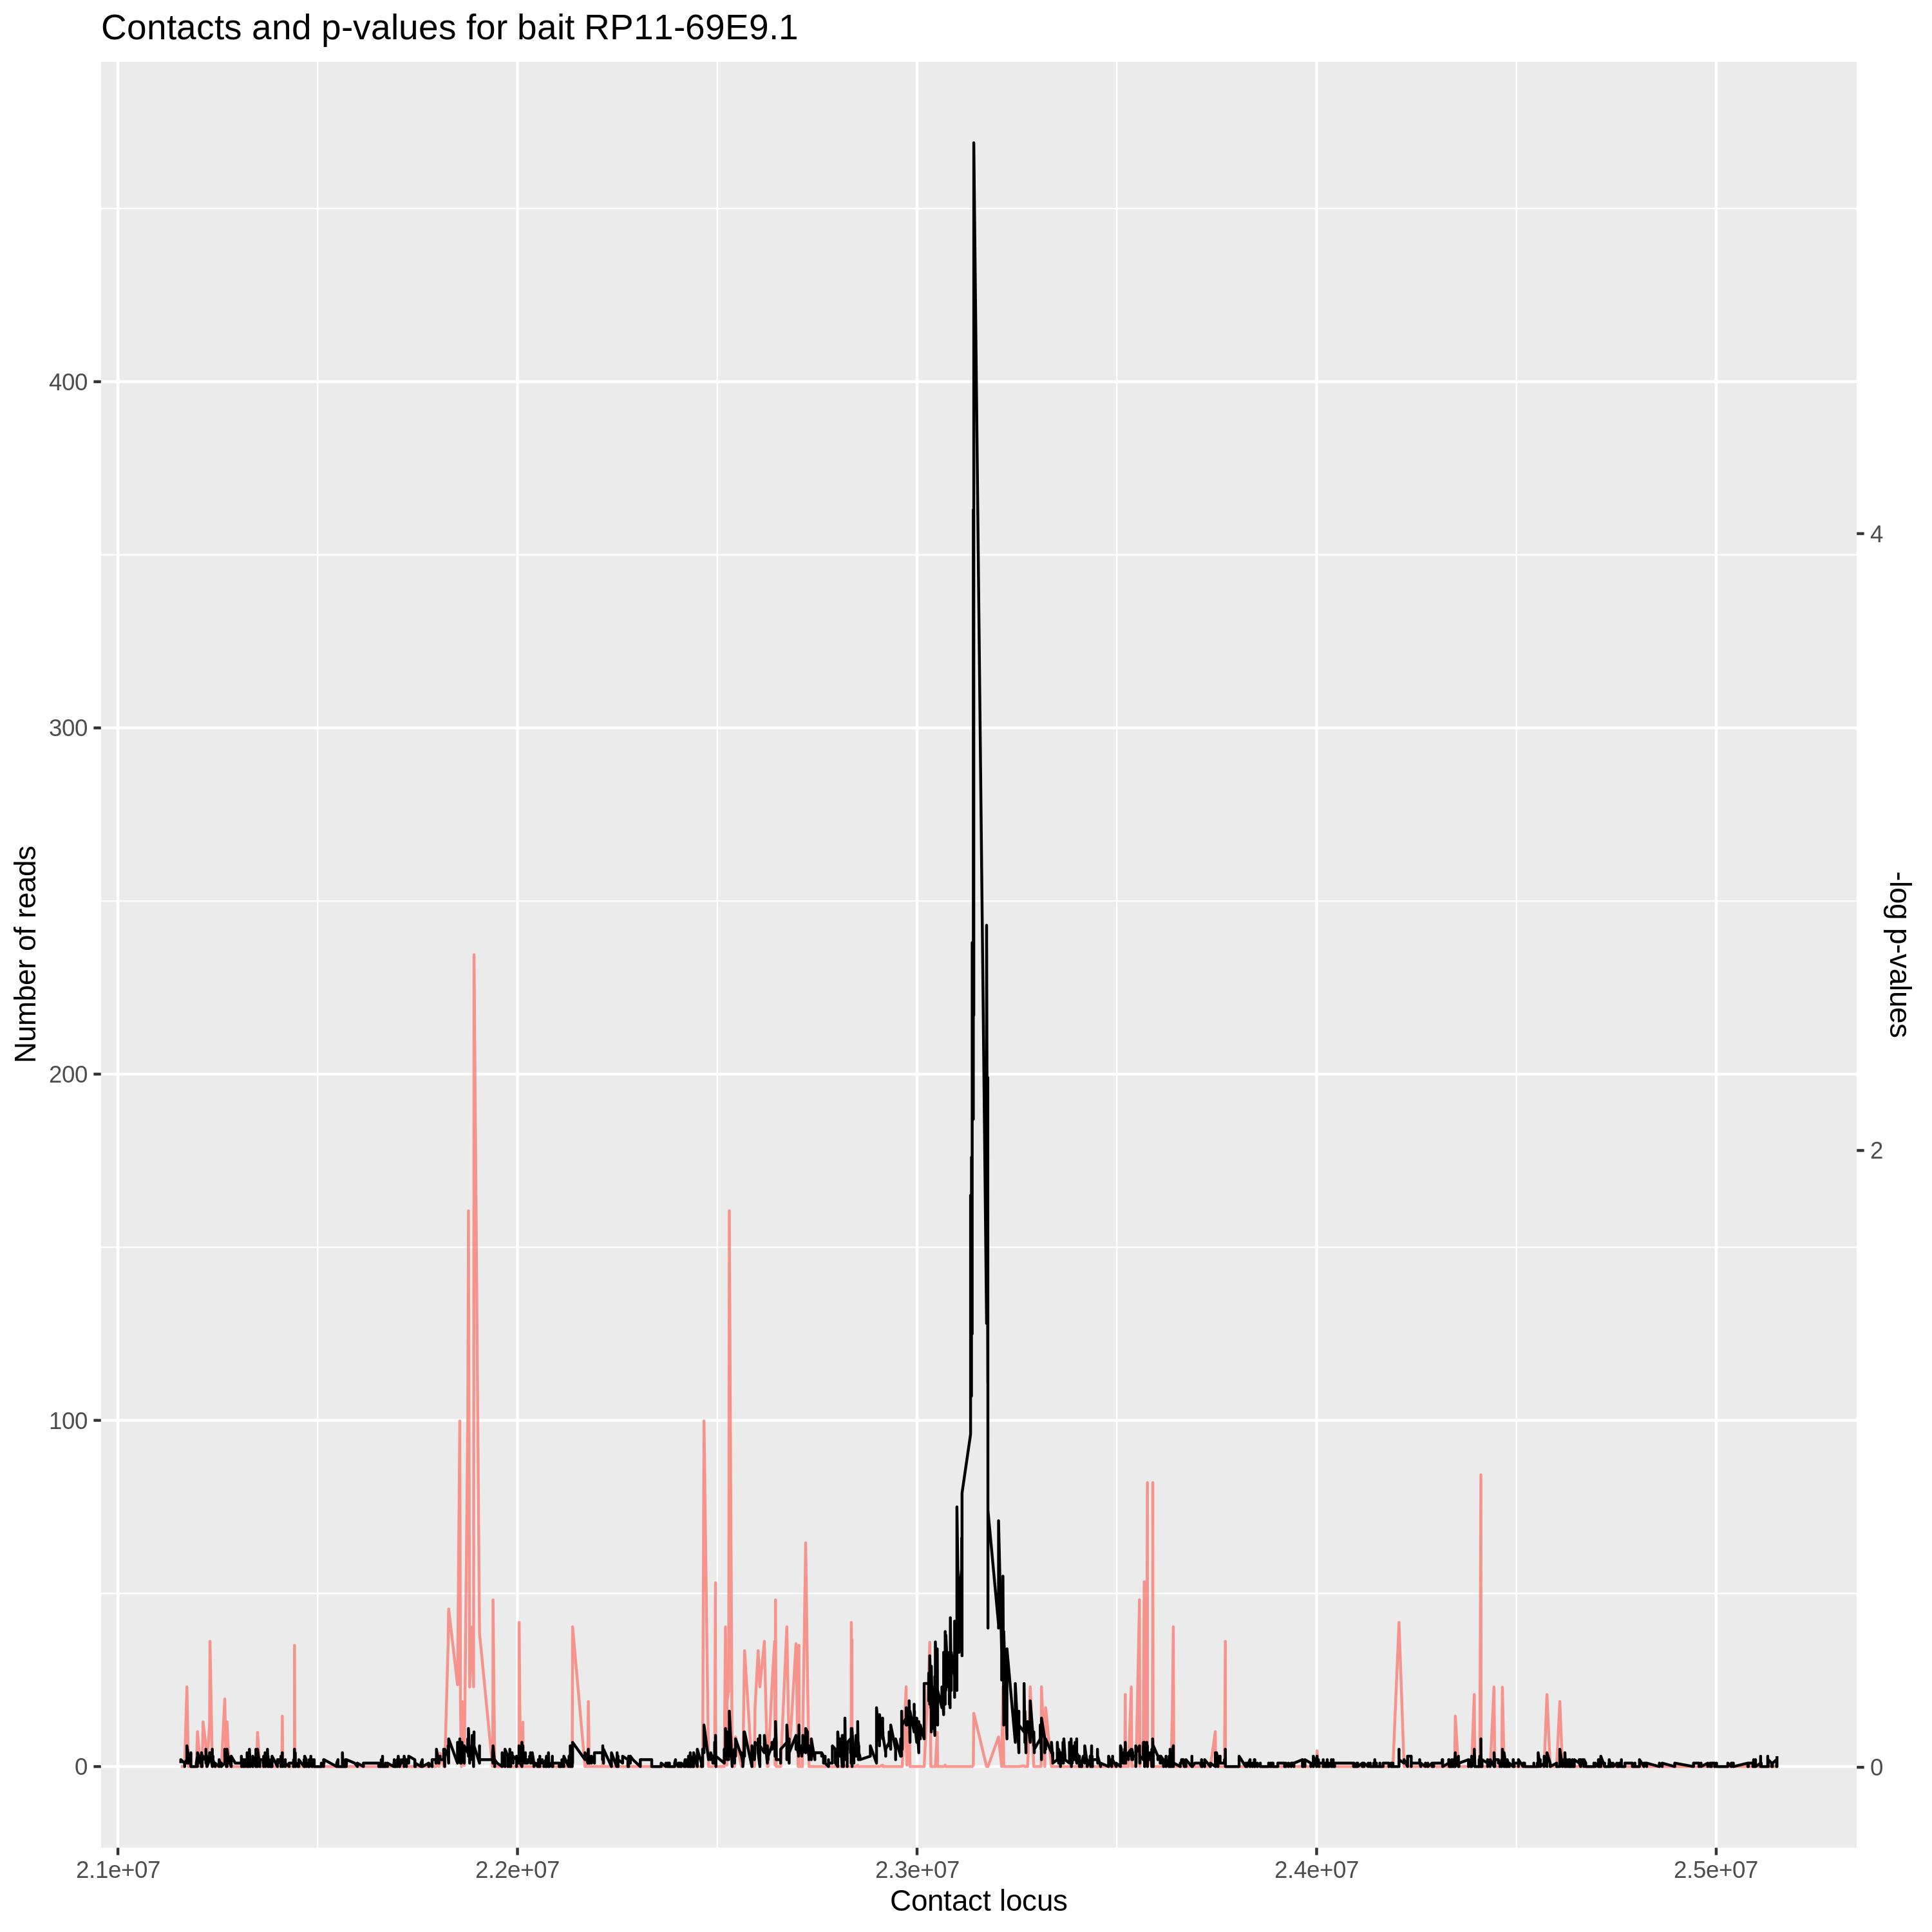 Contacts and p-values for bait RP11-69E9.1
400
300
200
100
0
Number of reads
4
2
0
-log p-values
2.1e+07
2.2e+07
2.3e+07
2.4e+07
2.5e+07
Contact locus